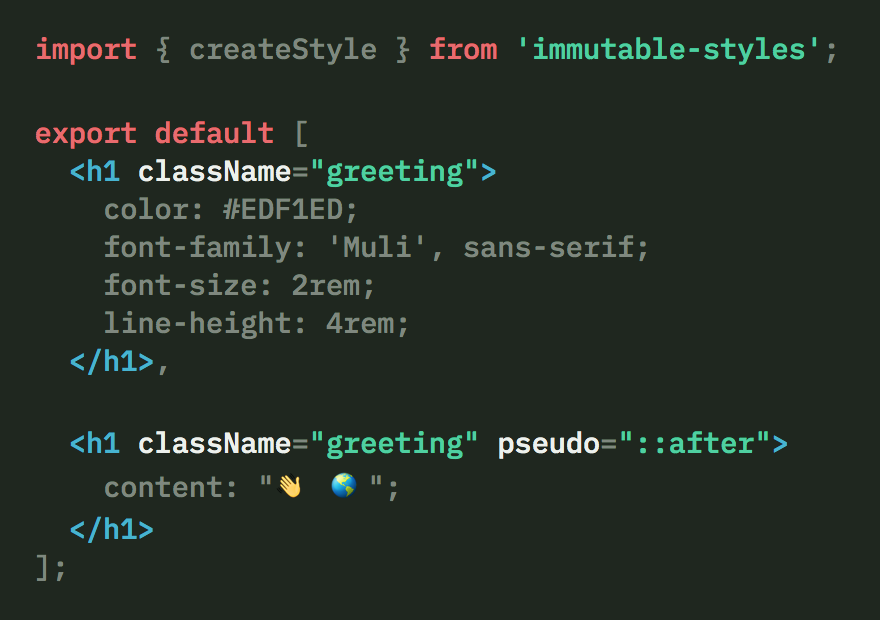 import { createStyle } from 'immutable-styles';
export default [
<h1 className="greeting">
color: #EDF1ED;
font-family: 'Muli', sans-serif;
font-size: 2rem;
line-height: 4rem;
</h1>,
<h1 className="greeting" pseudo="::after">
content: "👋 🌎";
</h1>
];